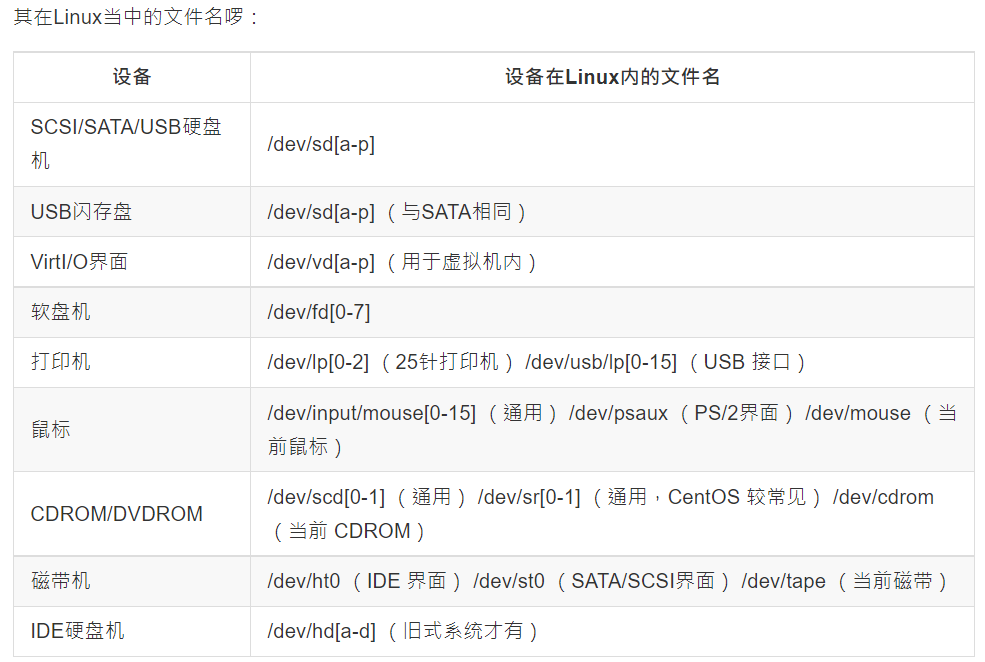 其在Linux当中的文件名啰：
设备 设备在Linux内的文件名
SCSI/SATA/USB硬盘
机
/dev/sd[a-p]
USB闪存盘 /dev/sd[a-p] （与SATA相同）
VirtI/O界面 /dev/vd[a-p] （用于虚拟机内）
软盘机 /dev/fd[0-7]
打印机 /dev/lp[0-2] （25针打印机） /dev/usb/lp[0-15] （USB 接口）
鼠标
/dev/input/mouse[0-15] （通用） /dev/psaux （PS/2界面） /dev/mouse （当
前鼠标）
CDROM/DVDROM
/dev/scd[0-1] （通用） /dev/sr[0-1] （通用，CentOS 较常见） /dev/cdrom
（当前 CDROM）
磁带机 /dev/ht0 （IDE 界面） /dev/st0 （SATA/SCSI界面） /dev/tape （当前磁带）
IDE硬盘机 /dev/hd[a-d] （旧式系统才有）